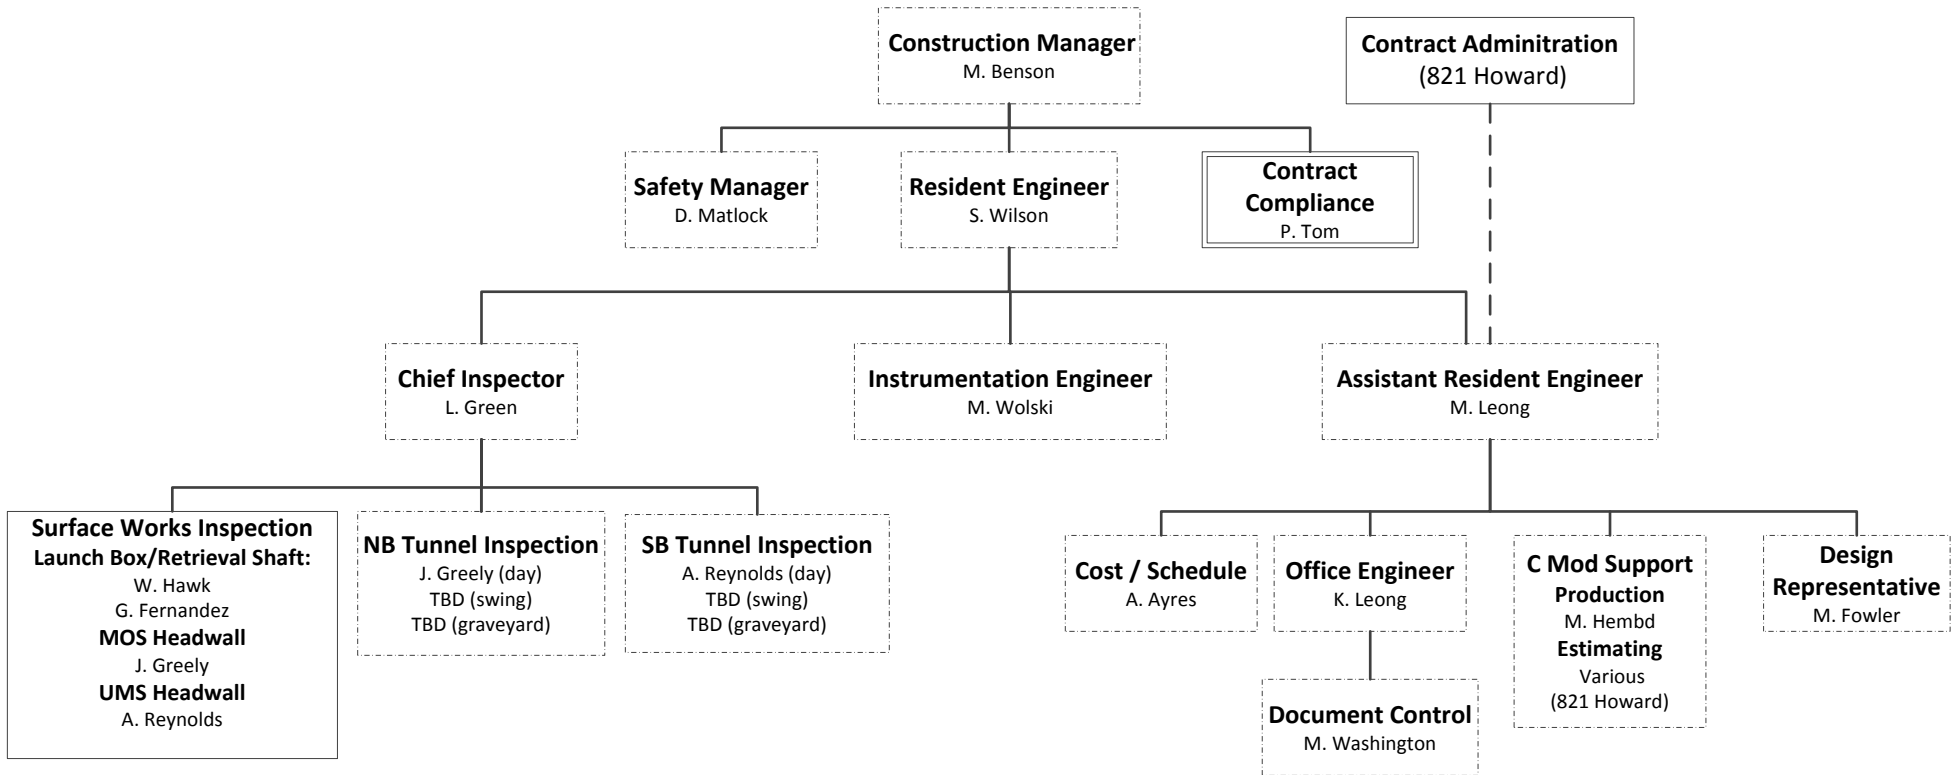 Construction Manager
M. Benson
Contract Adminitration
(821 Howard)
Safety Manager
D. Matlock
Resident Engineer
S. Wilson
Contract
Compliance
P. Tom
Chief Inspector
L. Green
Instrumentation Engineer
M. Wolski
Assistant Resident Engineer
M. Leong
Surface Works Inspection
Launch Box/Retrieval Shaft:
W. Hawk
G. Fernandez
MOS Headwall
J. Greely
UMS Headwall
A. Reynolds
NB Tunnel Inspection
J. Greely (day)
TBD (swing)
TBD (graveyard)
SB Tunnel Inspection
A. Reynolds (day)
TBD (swing)
TBD (graveyard)
Cost / Schedule
A. Ayres
Office Engineer
K. Leong
C Mod Support
Production
M. Hembd
Estimating
Various
(821 Howard)
Design
Representative
M. Fowler
Document Control
M. Washington